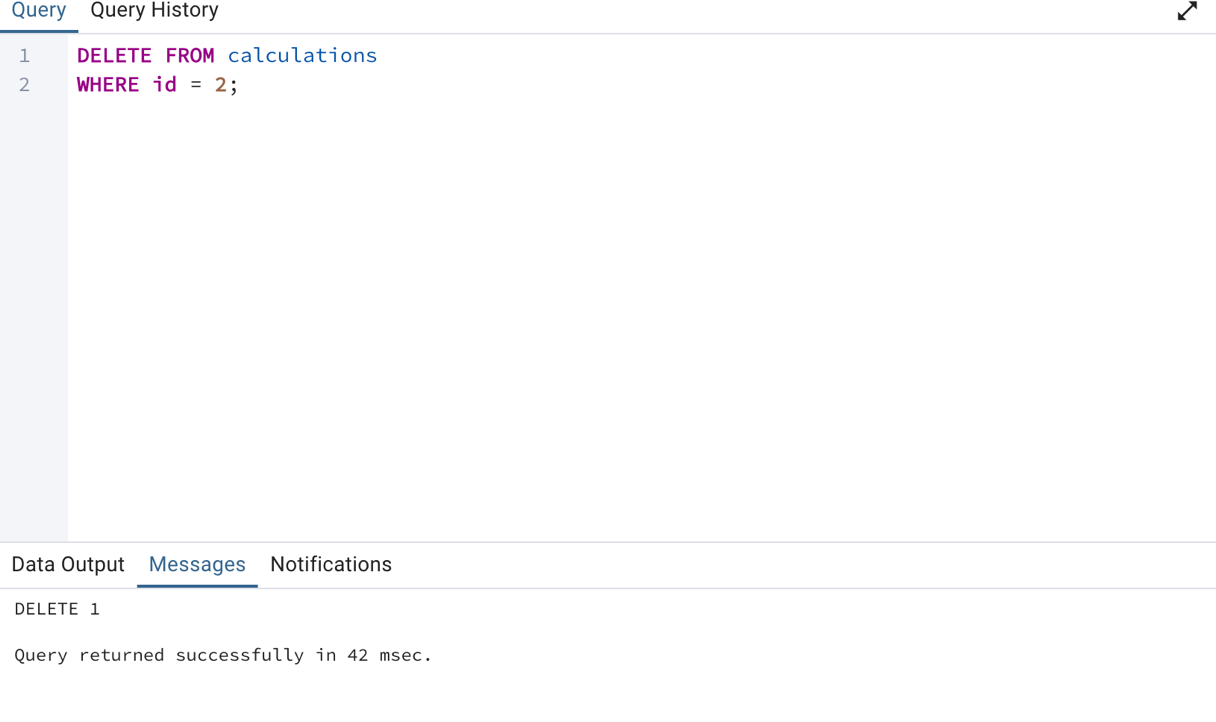 Query Query History
1 DELETE FROM calculations
2 WHERE id = 2;
Data Output Messages Notifications
DELETE 1
Query returned successfully in 42 msec.